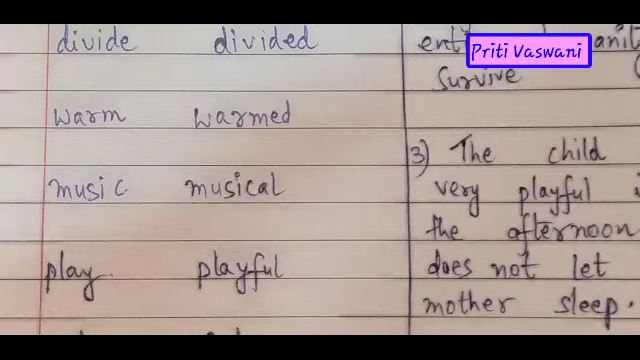 divide divided
warm warmed
music musical
play playful
Priti Vaswani
survive
3) The child
very playful
the afternoon
does not let
mother sleep.